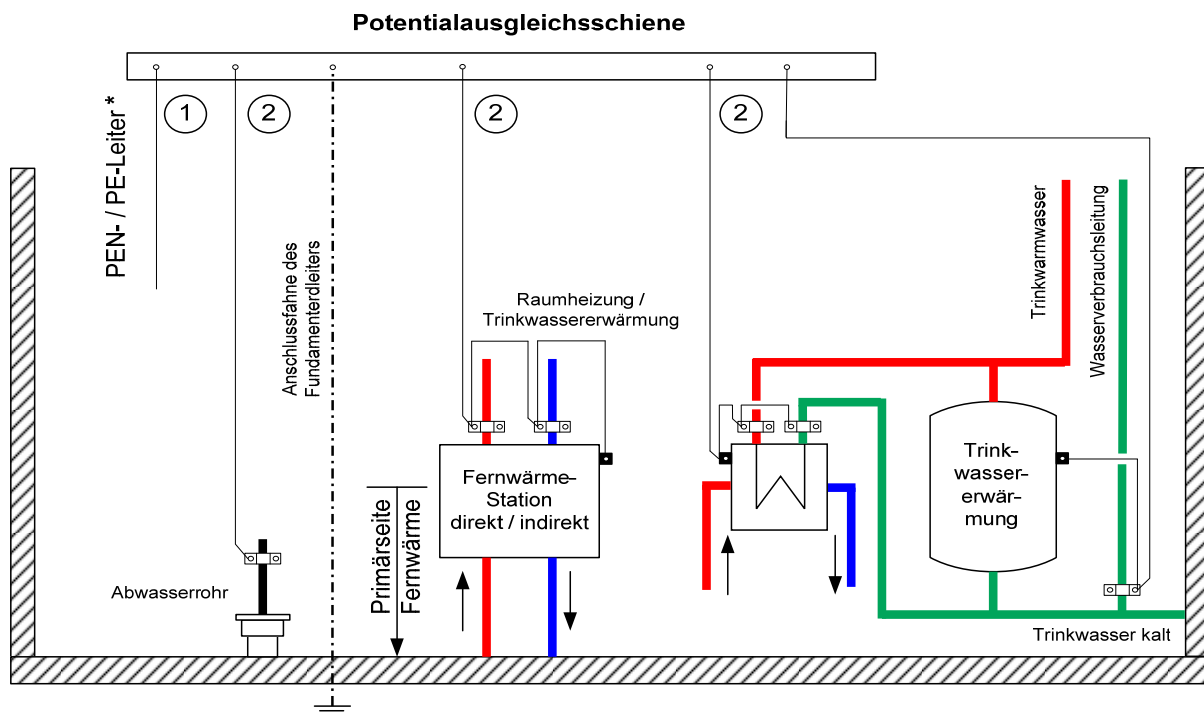 Potentialausgleichsschiene
1
2
2
2
PEN- / PE-Leiter *
Anschlussfahne des
Fundamenterdleiters
Raumheizung /
Trinkwassererwärmung
Trinkwarmwasser
Wasserverbrauchsleitung
Fernwärme-
Station
direkt / indirekt
Trink-
wasser-
erwär-
mung
Primärseite
Fernwärme
Abwasserrohr
Trinkwasser kalt